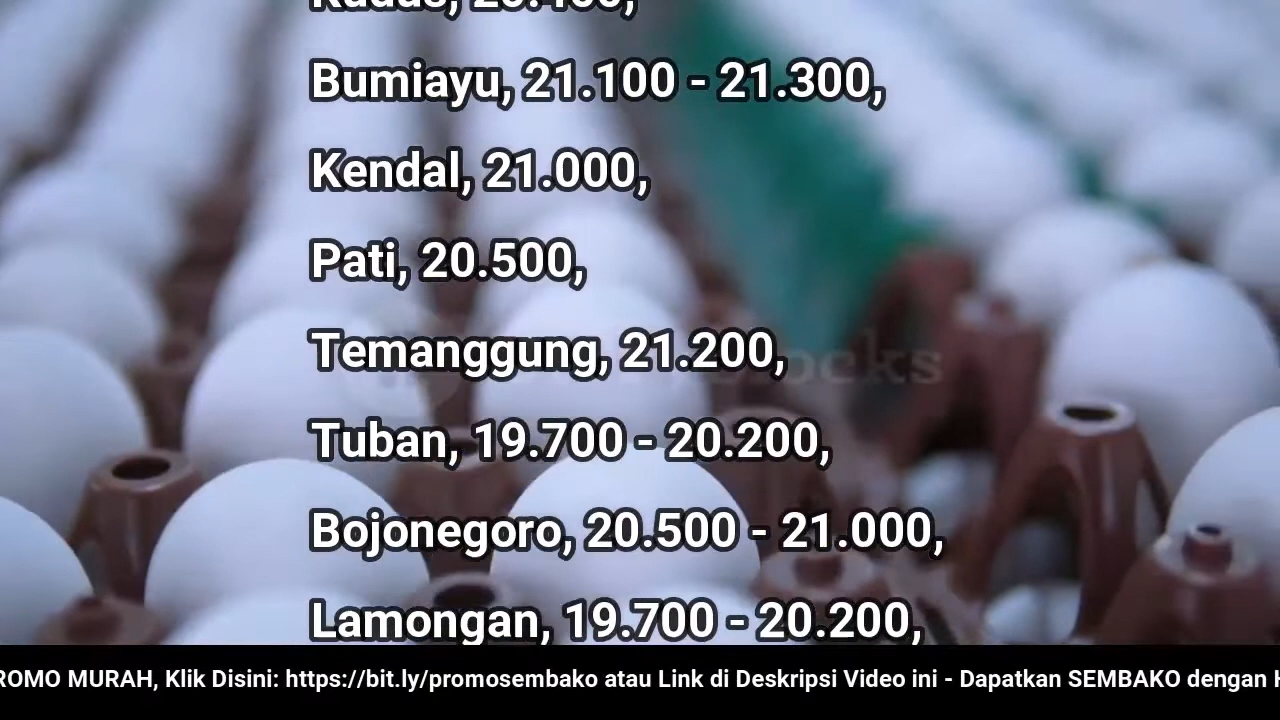 Bumiayu, 21.100 - 21.300,
Kendal, 21.000,
Pati, 20.500,
Temanggung, 21.200,
Tuban, 19.700 - 20.200,
Bojonegoro, 20.500 - 21.000,
Lamongan, 19.700 - 20.200,
ROMO MURAH, Klik Disini: https://bit.ly/promosembako atau Link di Deskripsi Video ini - Dapatkan SEMBAKO dengan